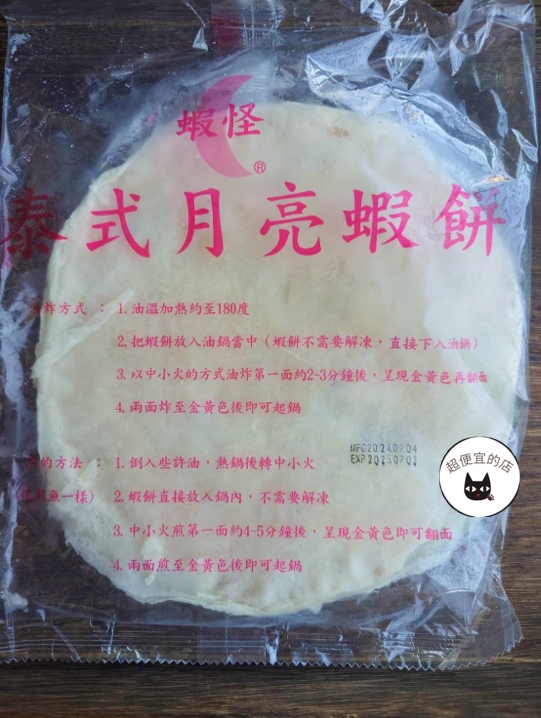 蝦怪
®
泰式月亮蝦餅
炸方式：1.油溫加熱約至180度
2.把蝦餅放入油鍋當中（蝦餅不需要解凍，直接下入油鍋）
3.以中小火的方式油炸第一面約2-3分鐘後，呈現金黃色再翻面
4.兩面炸至金黃色後即可起鍋
MFG2024.09.04
的方法：1.倒入些許油，熱鍋後轉中小火
超便宜的店
魚一樣）2.蝦餅直接放入鍋內，不需要解凍
3.中小火煎第一面約4-5分鐘後，呈現金黃色即可翻面
4.兩面煎至金黃色後即可起鍋